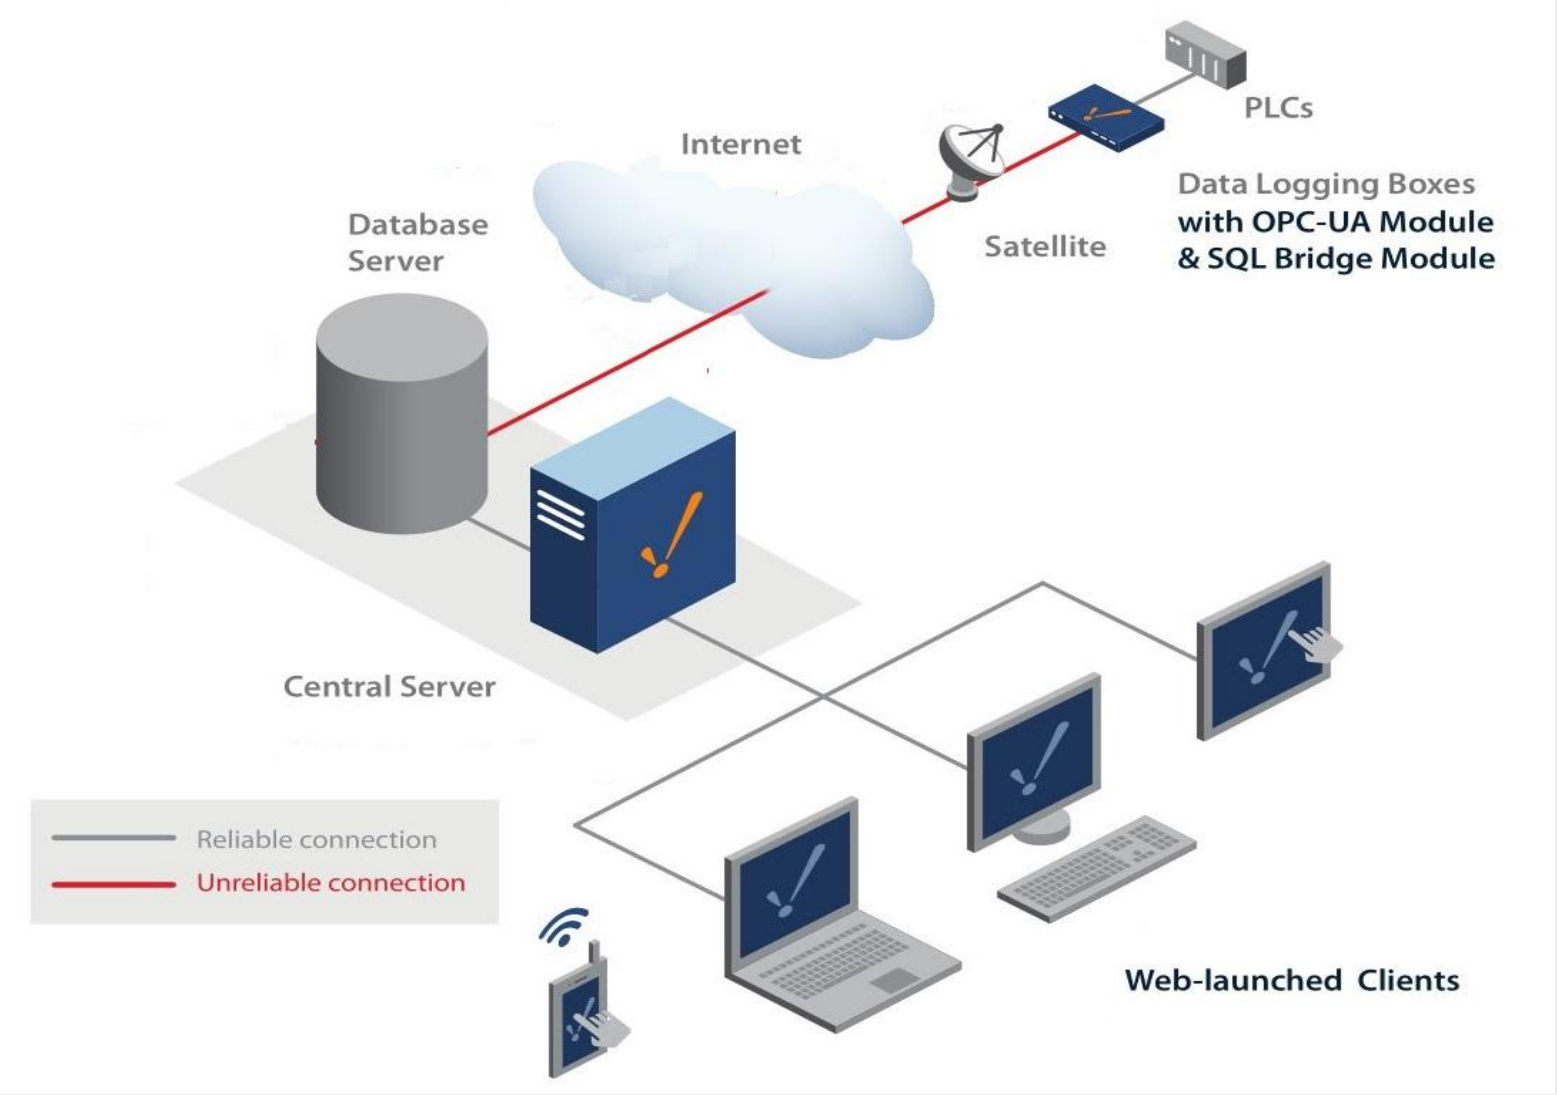 PLCs
Internet
Data Logging Boxes
with OPC-UA Module
& SQL Bridge Module
Satellite
Database
Server
Central Server
Reliable connection
Unreliable connection
Web-launched Clients